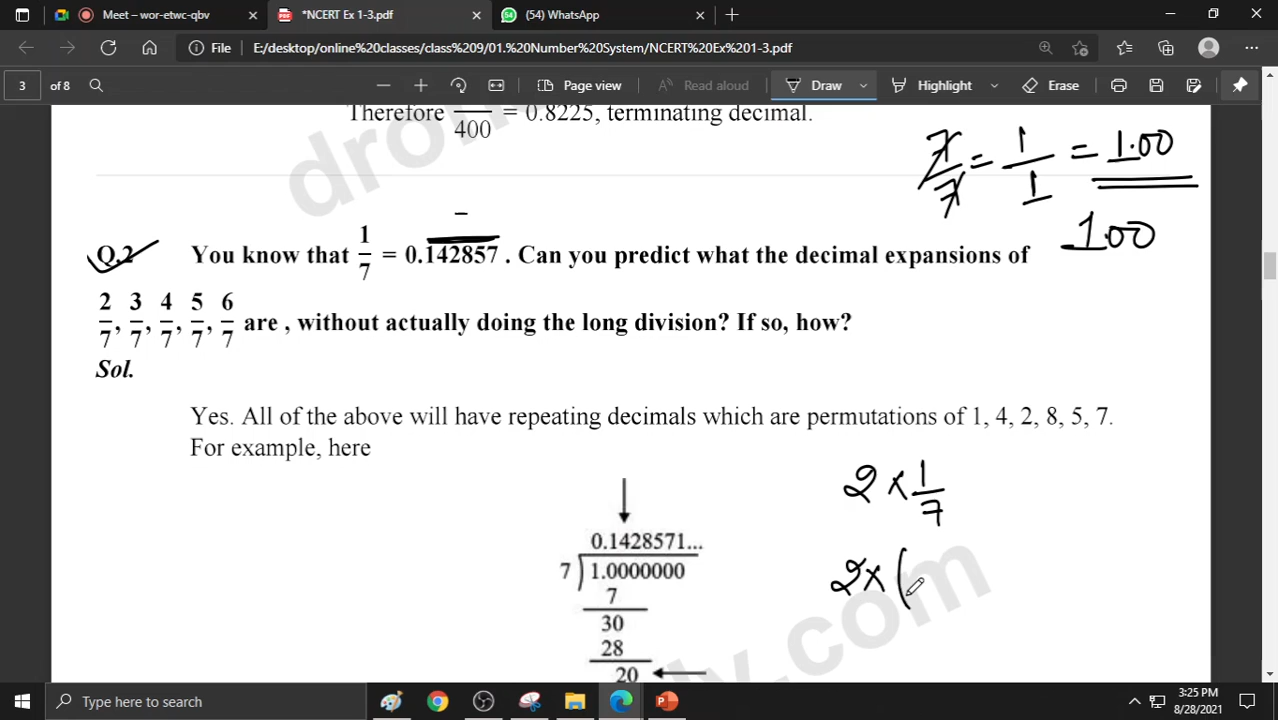 Meet – wor-etwc-qbv
*NCERT Ex 1-3.pdf
(54) WhatsApp
File E:/desktop/online%20classes/class%209/01.%20Number%20System/NCERT%20Ex%201-3.pdf
3 of 8
Page view
Read aloud
Draw
Highlight
Erase
Therefore /400 = 0.8225, terminating decimal.
7/7 = 1/1 = 1.00
1.00
Q.2 You know that 1/7 = 0.142857 . Can you predict what the decimal expansions of
2/7, 3/7, 4/7, 5/7, 6/7 are , without actually doing the long division? If so, how?
Sol.
Yes. All of the above will have repeating decimals which are permutations of 1, 4, 2, 8, 5, 7.
For example, here
2 × 1/7
0.1428571...
7 ) 1.0000000
2 × (
7
30
28
20
Type here to search
3:25 PM
8/28/2021